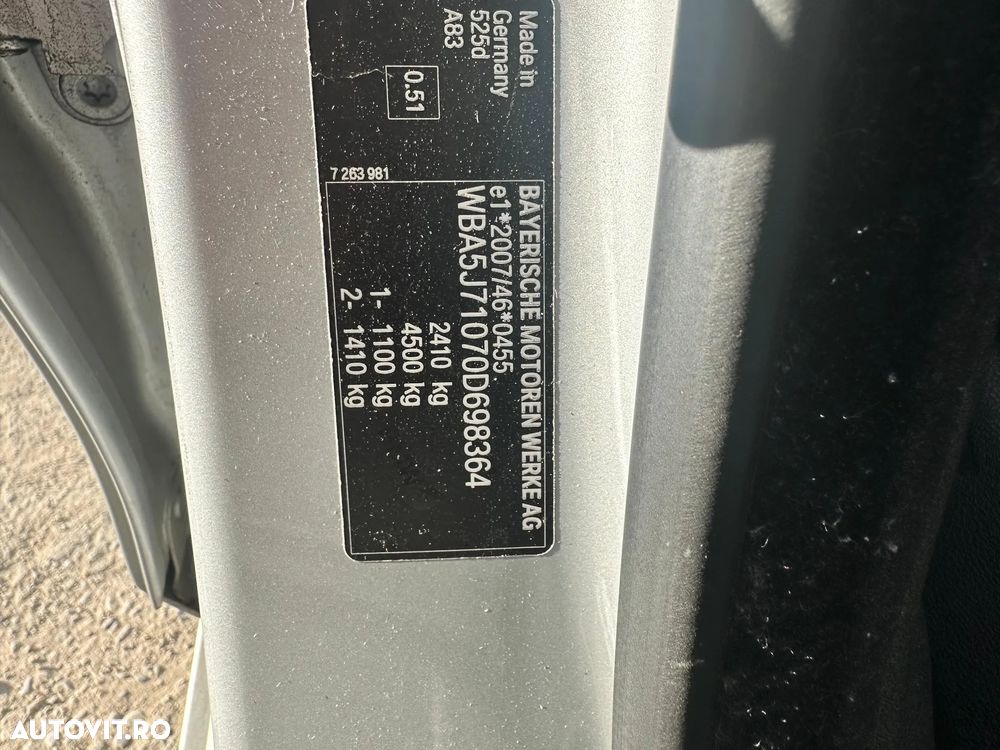 BAYERISCHE MOTOREN WERKE AG
e1*2007/46*0455
WBA5J71070D698364
2410 kg
4500 kg
1- 1100 kg
2- 1410 kg
7 263 981
Made in
Germany
525d
A83
0.51
AUTOVIT.RO